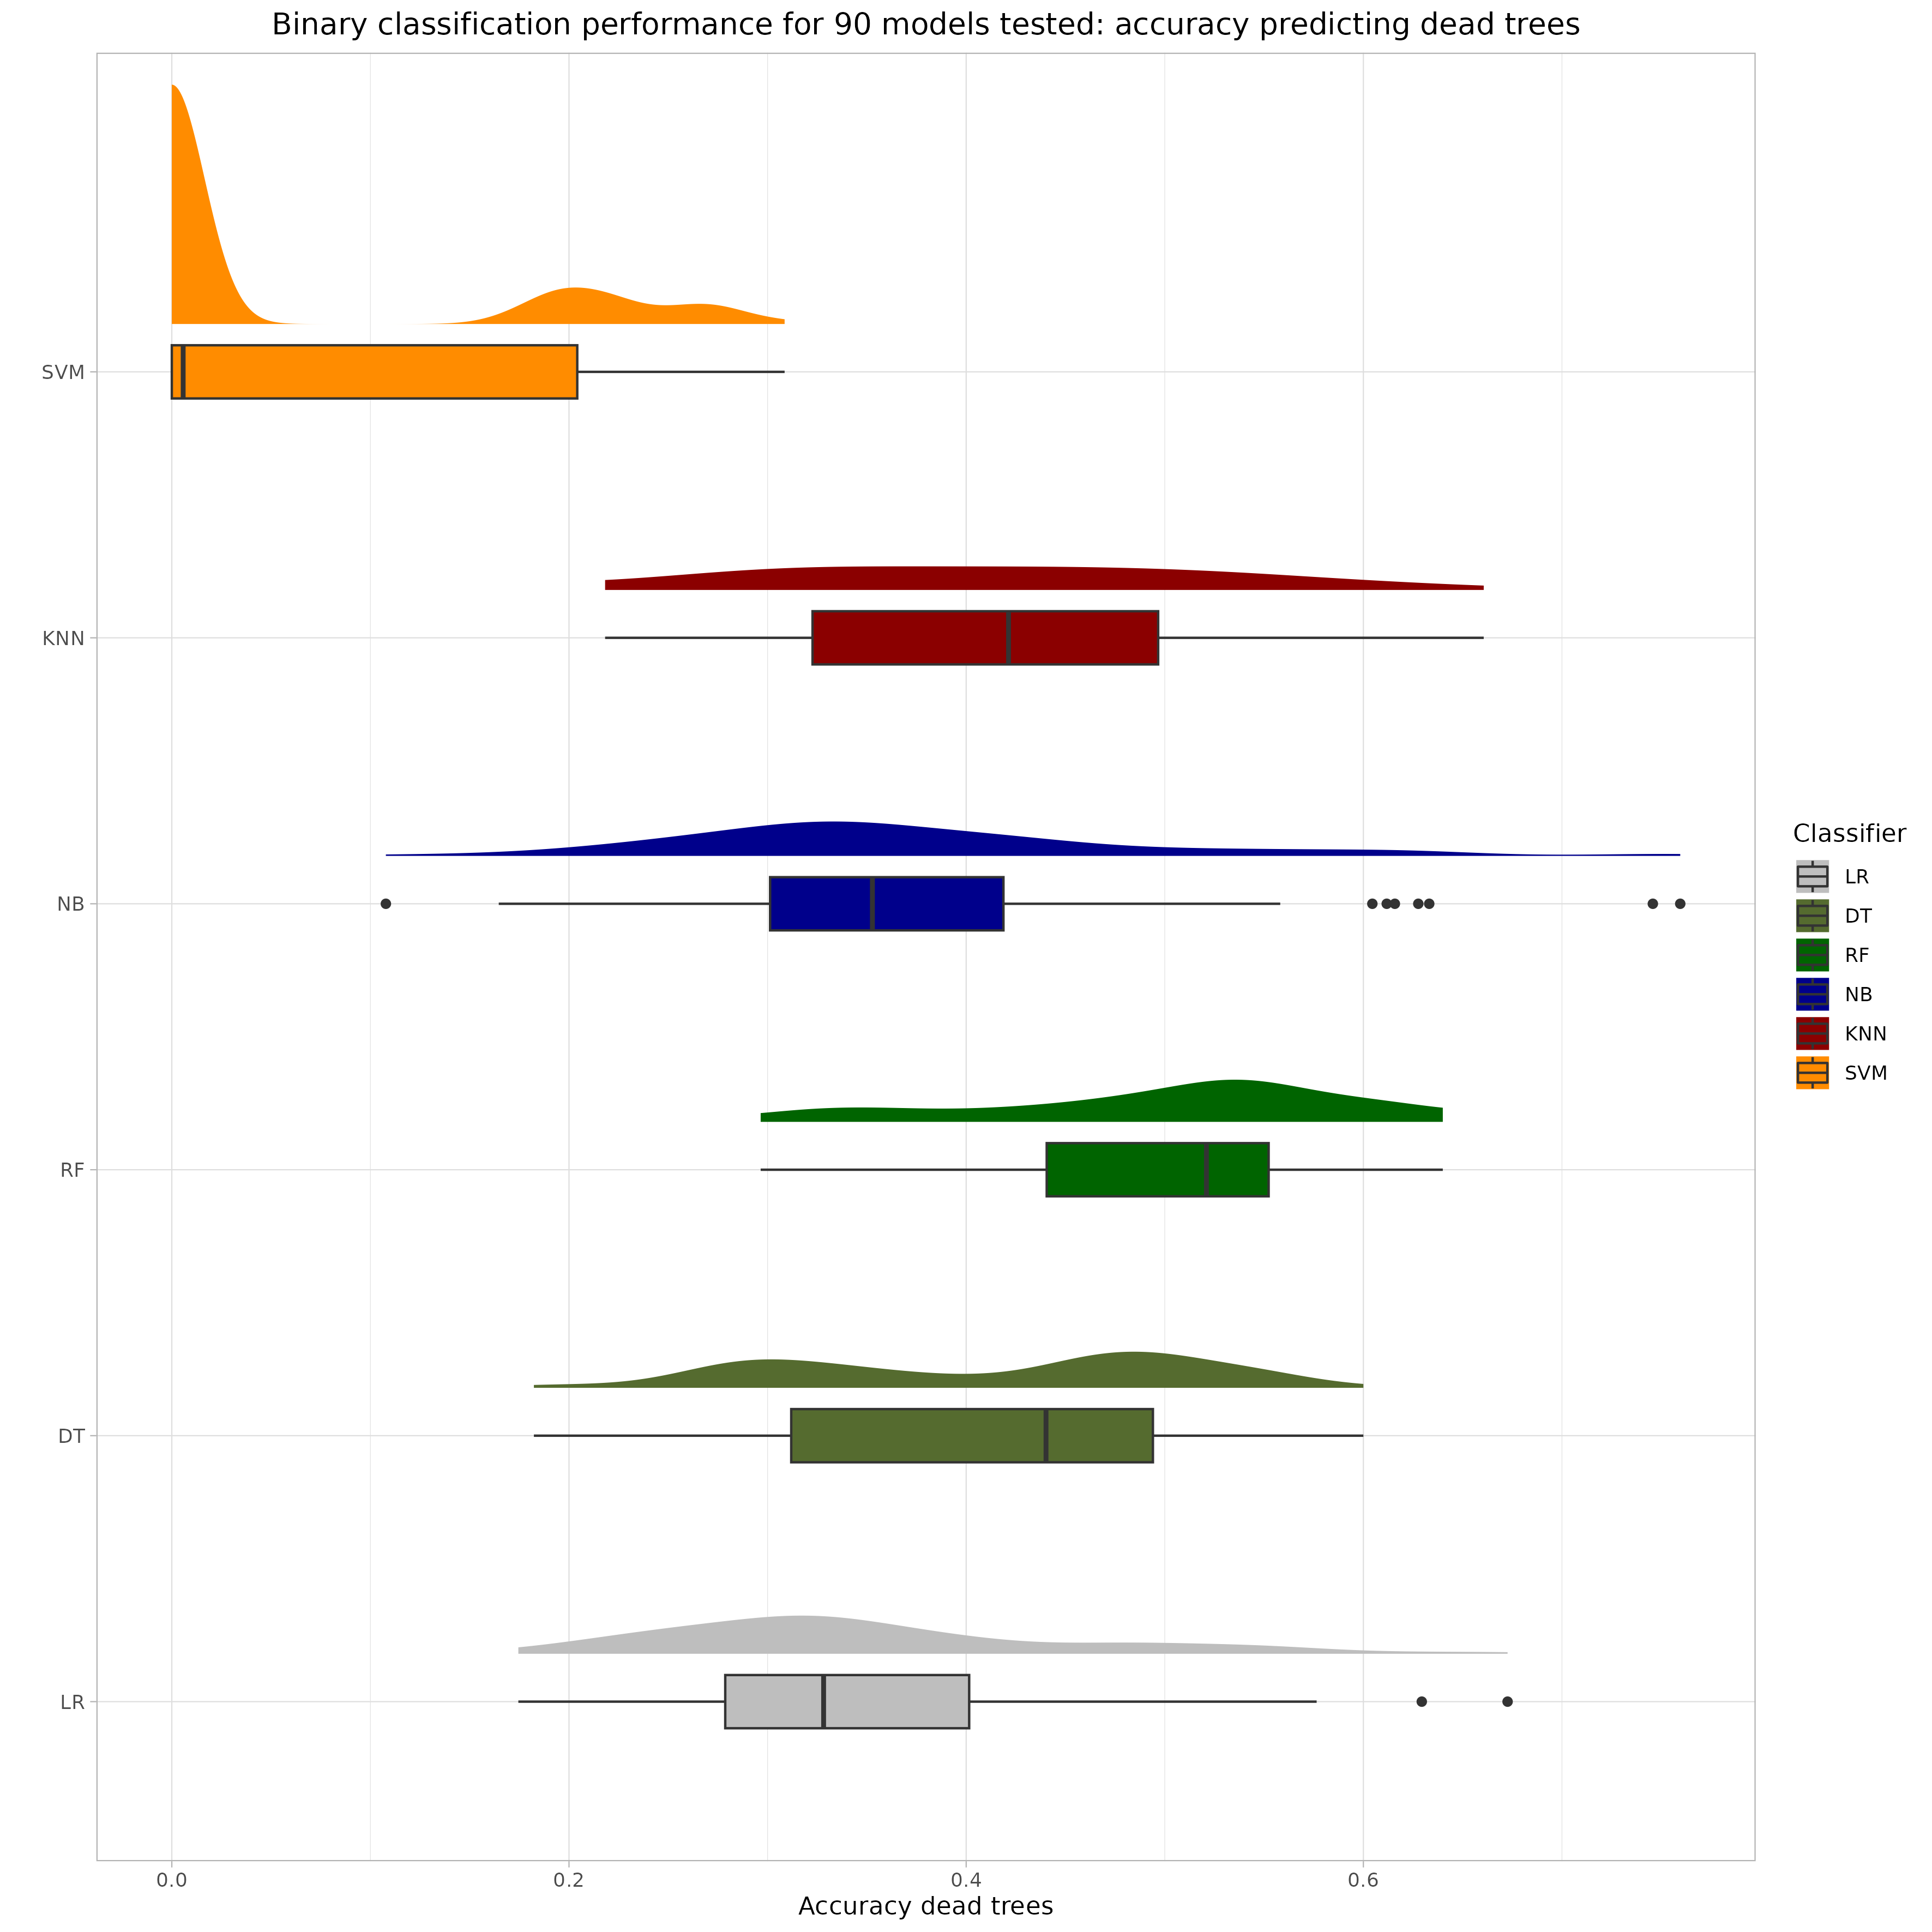 Binary classification performance for 90 models tested: accuracy predicting dead trees
SVM
KNN
NB
RF
DT
LR
0.0
0.2
0.4
0.6
Accuracy dead trees
Classifier
LR
DT
RF
NB
KNN
SVM